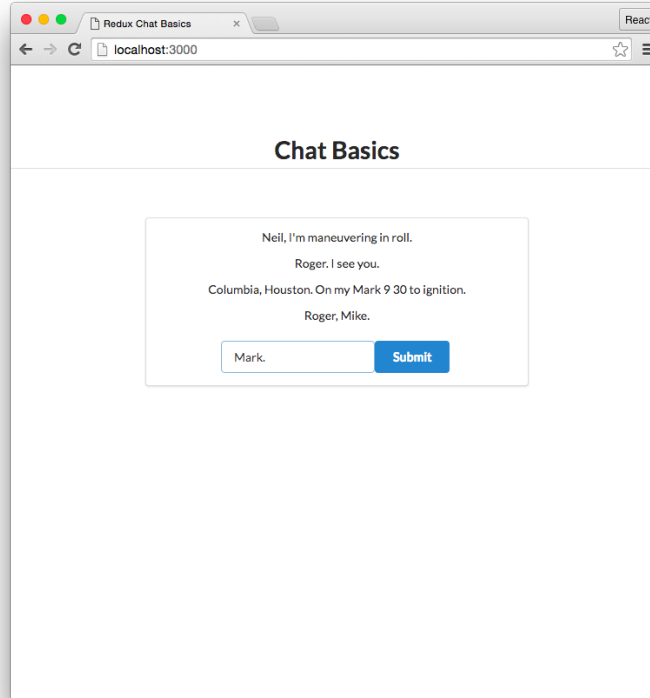 Redux Chat Basics
React
localhost:3000
Chat Basics
Neil, I'm maneuvering in roll.
Roger. I see you.
Columbia, Houston. On my Mark 9 30 to ignition.
Roger, Mike.
Mark. Submit